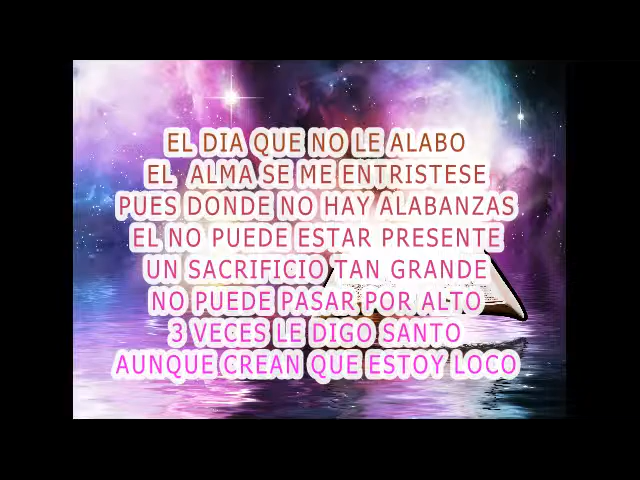 EL DIA QUE NO LE ALABO
EL ALMA SE ME ENTRISTESE
PUES DONDE NO HAY ALABANZAS
EL NO PUEDE ESTAR PRESENTE
UN SACRIFICIO TAN GRANDE
NO PUEDE PASAR POR ALTO
3 VECES LE DIGO SANTO
AUNQUE CREAN QUE ESTOY LOCO